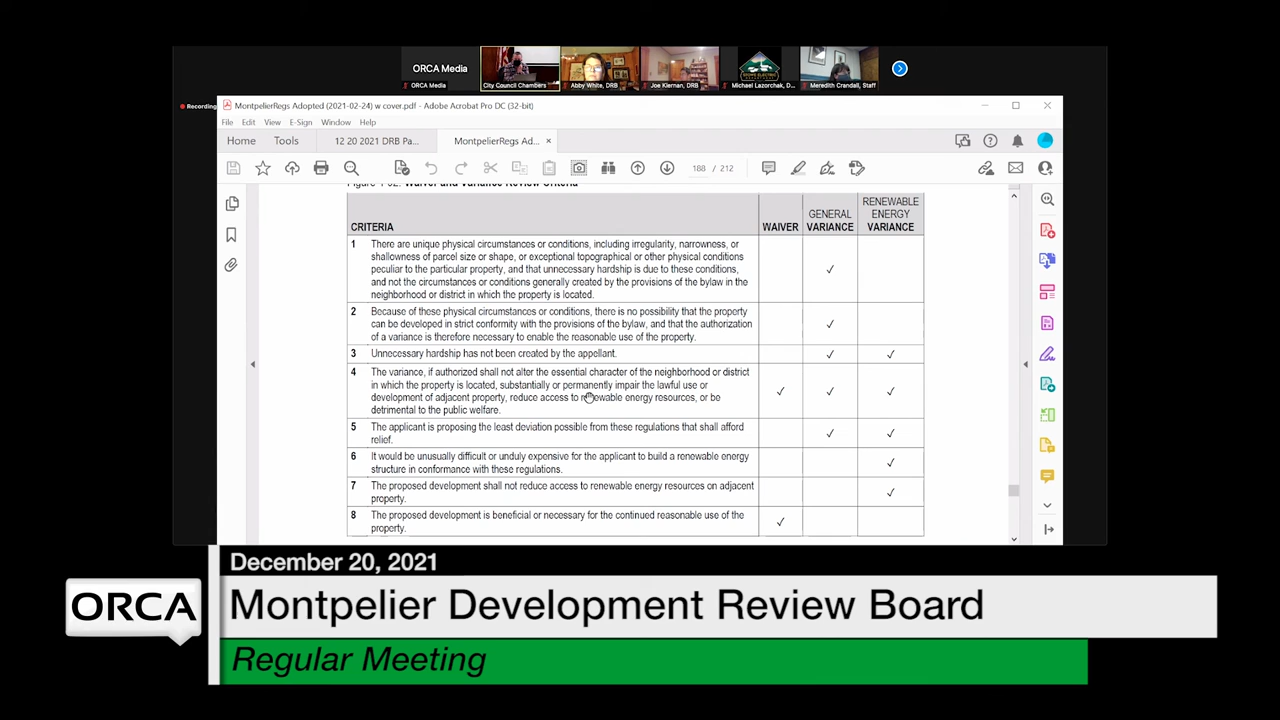 ORCA Media
ORCA Media
City Council Chambers
Abby White, DRB
Joe Kiernan, DRB
Michael Lazorchak, D...
Meredith Crandall, Staff
Recording
MontpelierRegs Adopted (2021-02-24) w cover.pdf - Adobe Acrobat Pro DC (32-bit)
File Edit View E-Sign Window Help
Home Tools 12 20 2021 DRB Pa... MontpelierRegs Ad... ×
188 / 212
Waiver and Variance Review Criteria
CRITERIA WAIVER GENERAL VARIANCE RENEWABLE ENERGY VARIANCE
1 There are unique physical circumstances or conditions, including irregularity, narrowness, or
shallowness of parcel size or shape, or exceptional topographical or other physical conditions
peculiar to the particular property, and that unnecessary hardship is due to these conditions,
and not the circumstances or conditions generally created by the provisions of the bylaw in the
neighborhood or district in which the property is located.
✓
2 Because of these physical circumstances or conditions, there is no possibility that the property
can be developed in strict conformity with the provisions of the bylaw, and that the authorization
of a variance is therefore necessary to enable the reasonable use of the property.
✓
3 Unnecessary hardship has not been created by the appellant. ✓ ✓
4 The variance, if authorized shall not alter the essential character of the neighborhood or district
in which the property is located, substantially or permanently impair the lawful use or
development of adjacent property, reduce access to renewable energy resources, or be
detrimental to the public welfare.
✓ ✓ ✓
5 The applicant is proposing the least deviation possible from these regulations that shall afford
relief.
✓ ✓
6 It would be unusually difficult or unduly expensive for the applicant to build a renewable energy
structure in conformance with these regulations.
✓
7 The proposed development shall not reduce access to renewable energy resources on adjacent
property.
✓
8 The proposed development is beneficial or necessary for the continued reasonable use of the
property.
✓
December 20, 2021
ORCA
Montpelier Development Review Board
Regular Meeting